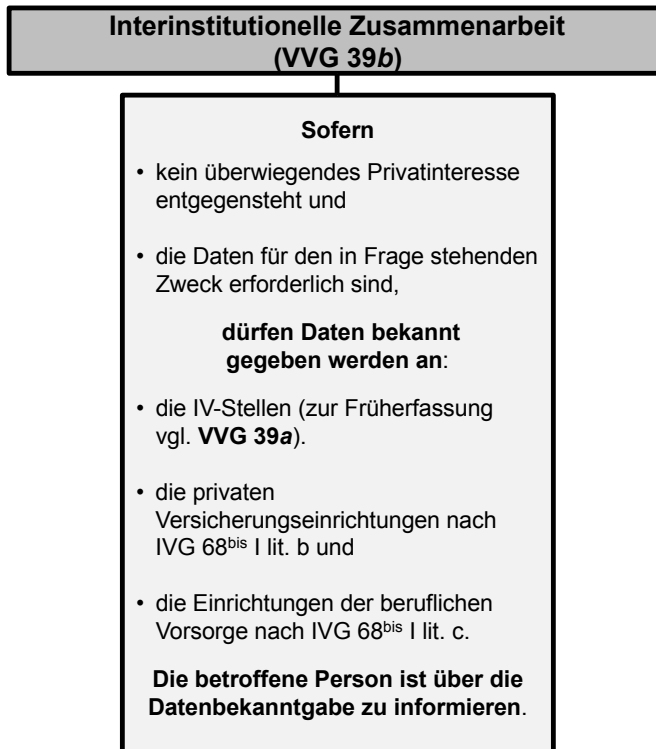 Interinstitutionelle Zusammenarbeit
(VVG 39b)
Sofern
• kein überwiegendes Privatinteresse
entgegensteht und
• die Daten für den in Frage stehenden
Zweck erforderlich sind,
dürfen Daten bekannt
gegeben werden an:
• die IV-Stellen (zur Früherfassung
vgl. VVG 39a).
• die privaten
Versicherungseinrichtungen nach
IVG 68bis I lit. b und
• die Einrichtungen der beruflichen
Vorsorge nach IVG 68bis I lit. c.
Die betroffene Person ist über die
Datenbekanntgabe zu informieren.